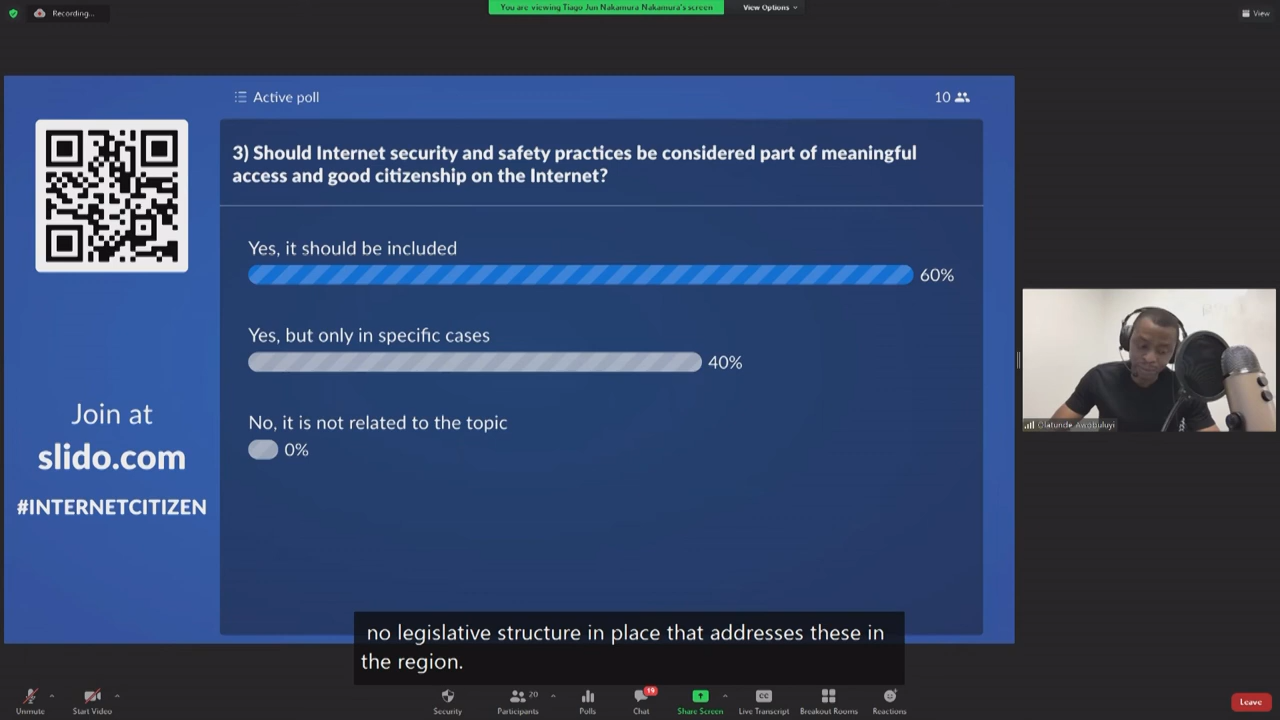 Recording...
You are viewing Tiago Jun Nakamura Nakamura's screen
View Options
View
Active poll
10
3) Should Internet security and safety practices be considered part of meaningful
access and good citizenship on the Internet?
Yes, it should be included
60%
Yes, but only in specific cases
40%
No, it is not related to the topic
0%
Join at
slido.com
#INTERNETCITIZEN
Olatunde Awobuluyi
no legislative structure in place that addresses these in
the region.
Unmute
Start Video
Security
Participants
20
Polls
Chat
19
Share Screen
CC
Live Transcript
Breakout Rooms
Reactions
Leave